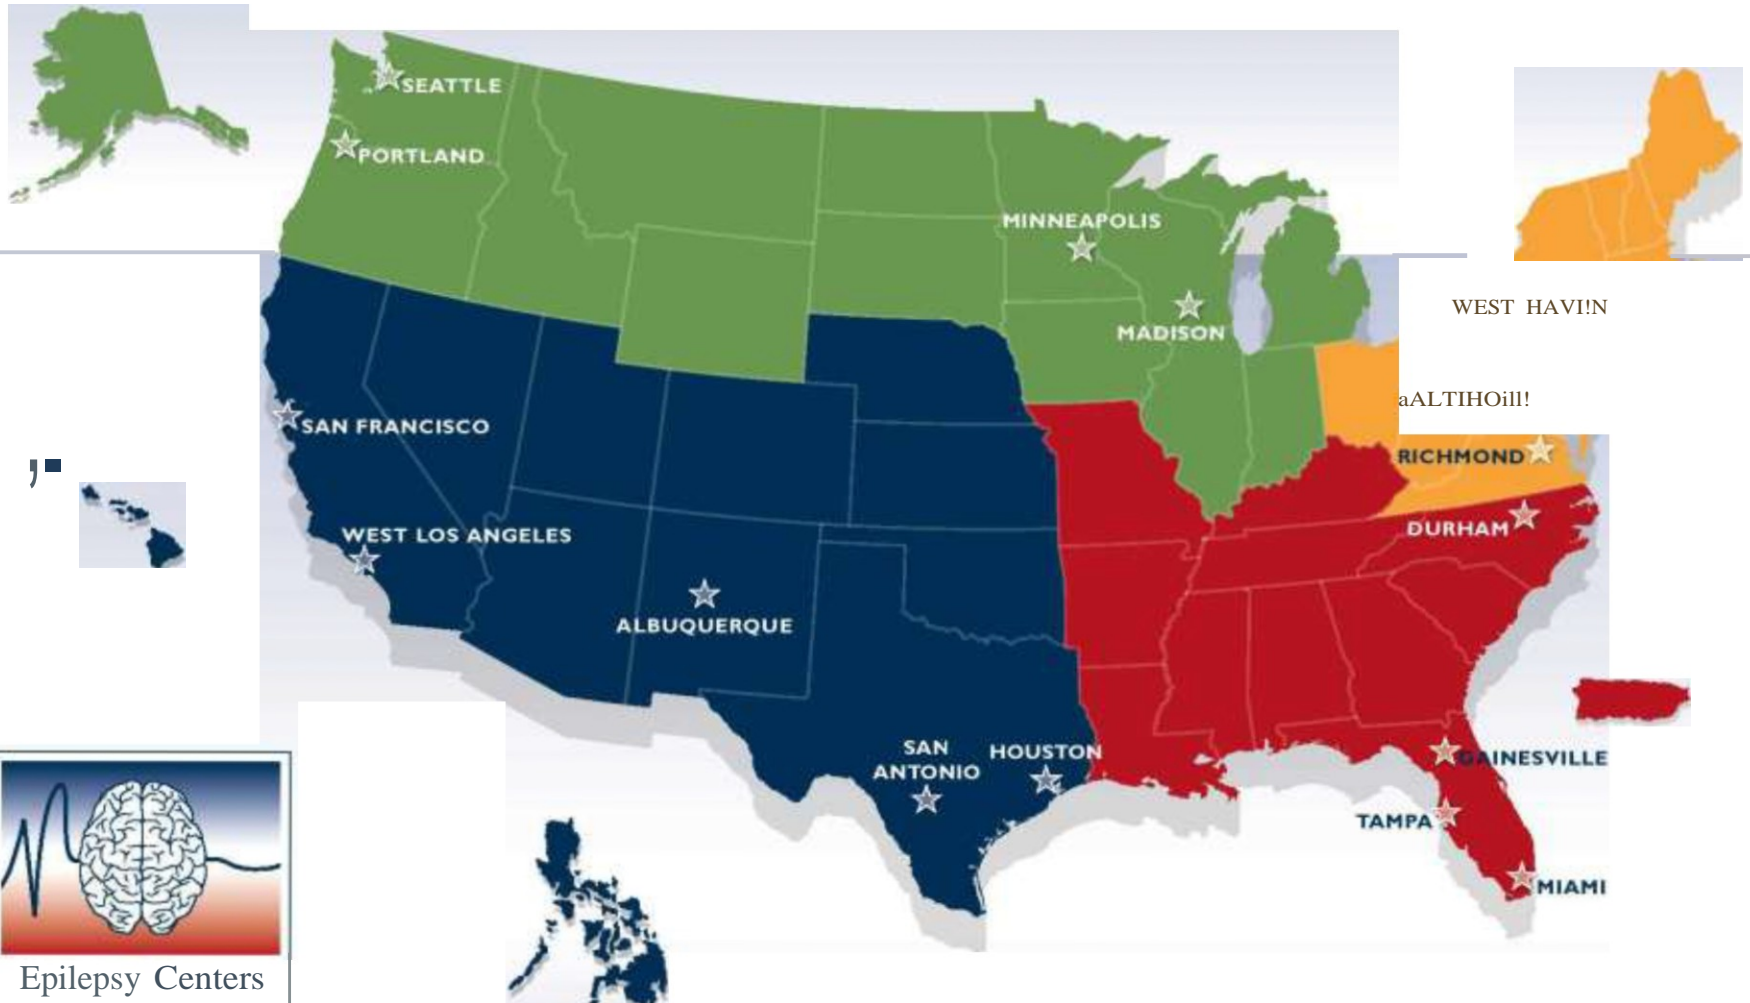 SEATTLE
PORTLAND
MINNEAPOLIS
MADISON
WEST HAVI!N
aALTIHOill!
SAN FRANCISCO
RICHMOND
WEST LOS ANGELES
DURHAM
ALBUQUERQUE
SAN
ANTONIO
HOUSTON
GAINESVILLE
TAMPA
MIAMI
,-
Epilepsy Centers